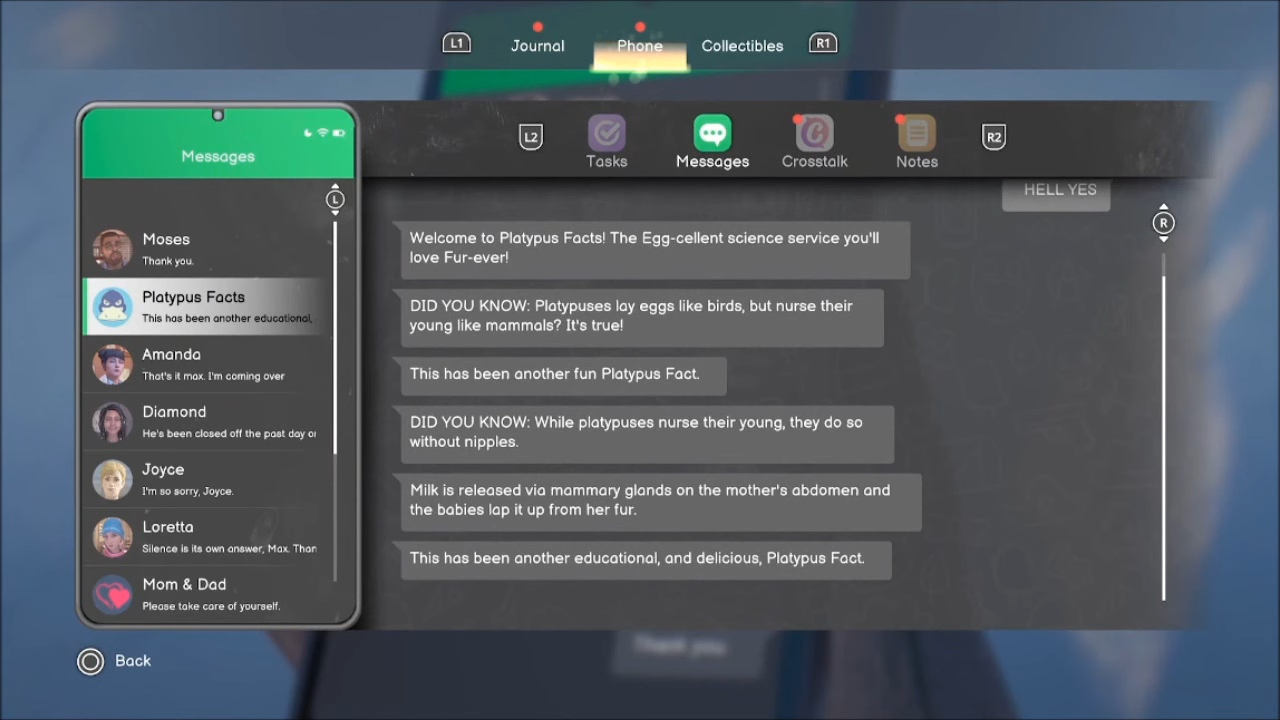 L1
Journal
Phone
Collectibles
R1
Messages
L
Moses
Thank you.
Platypus Facts
This has been another educational,
Amanda
That's it max. I'm coming over
Diamond
He's been closed off the past day or
Joyce
I'm so sorry, Joyce.
Loretta
Silence is its own answer, Max. Than
Mom & Dad
Please take care of yourself.
L2
Tasks
Messages
Crosstalk
Notes
R2
HELL YES
R
Welcome to Platypus Facts! The Egg-cellent science service you'll
love Fur-ever!
DID YOU KNOW: Platypuses lay eggs like birds, but nurse their
young like mammals? It's true!
This has been another fun Platypus Fact.
DID YOU KNOW: While platypuses nurse their young, they do so
without nipples.
Milk is released via mammary glands on the mother's abdomen and
the babies lap it up from her fur.
This has been another educational, and delicious, Platypus Fact.
Thank you
Back